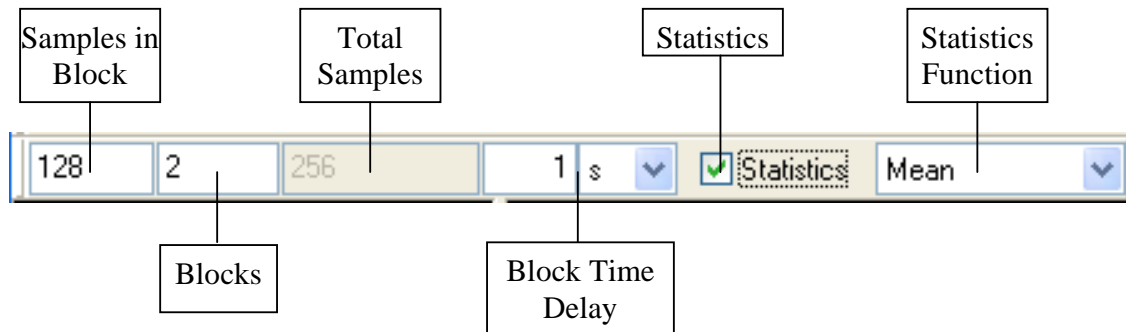 Samples in
Block
Total
Samples
Statistics
Statistics
Function
128
2
256
1
s
Statistics
Mean
Blocks
Block Time
Delay